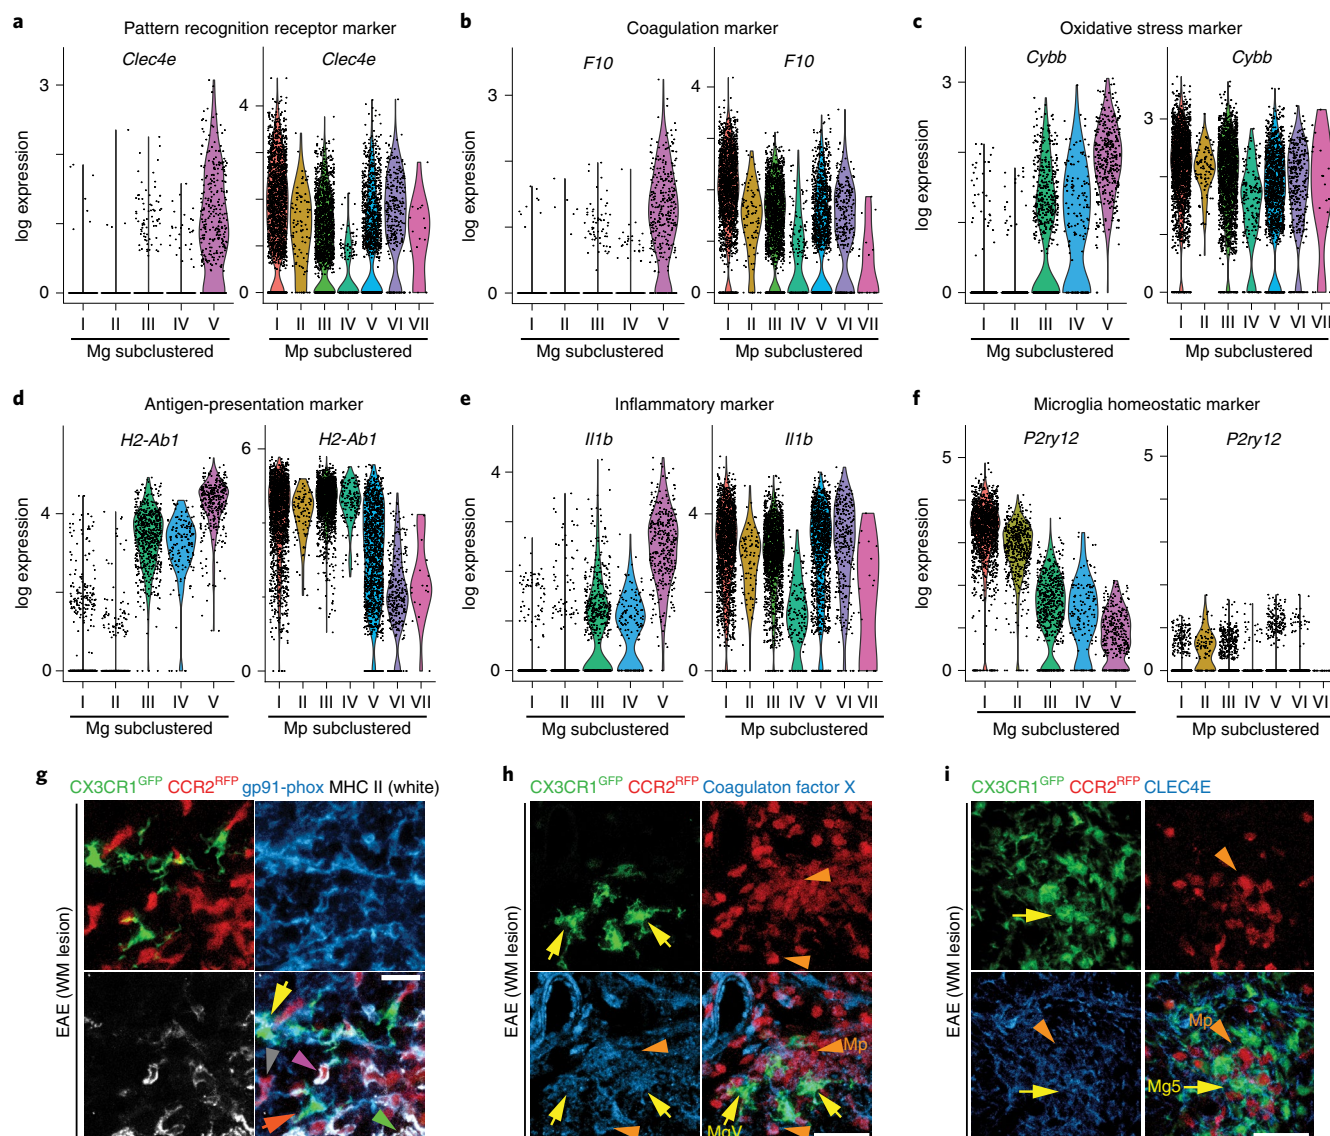 a Pattern recognition receptor marker
Clec4e Clec4e
log expression
3
0
4
0
I II III IV V
Mg subclustered
I II III IV V VI VII
Mp subclustered
b Coagulation marker
F10 F10
3
0
4
0
I II III IV V
Mg subclustered
I II III IV V VI VII
Mp subclustered
c Oxidative stress marker
Cybb Cybb
log expression
3
0
3
0
I II III IV V
Mg subclustered
I II III IV V VI VII
Mp subclustered
d Antigen-presentation marker
H2-Ab1 H2-Ab1
log expression
4
0
6
0
I II III IV V
Mg subclustered
I II III IV V VI VII
Mp subclustered
e Inflammatory marker
Il1b Il1b
log expression
4
0
4
0
I II III IV V
Mg subclustered
I II III IV V VI VII
Mp subclustered
f Microglia homeostatic marker
P2ry12 P2ry12
log expression
5
0
5
0
I II III IV V
Mg subclustered
I II III IV V VI
Mp subclustered
g CX3CR1GFP CCR2RFP gp91-phox MHC II (white)
EAE (WM lesion)
h CX3CR1GFP CCR2RFP Coagulaton factor X
EAE (WM lesion)
Mp
MgV
i CX3CR1GFP CCR2RFP CLEC4E
EAE (WM lesion)
Mp
Mg5